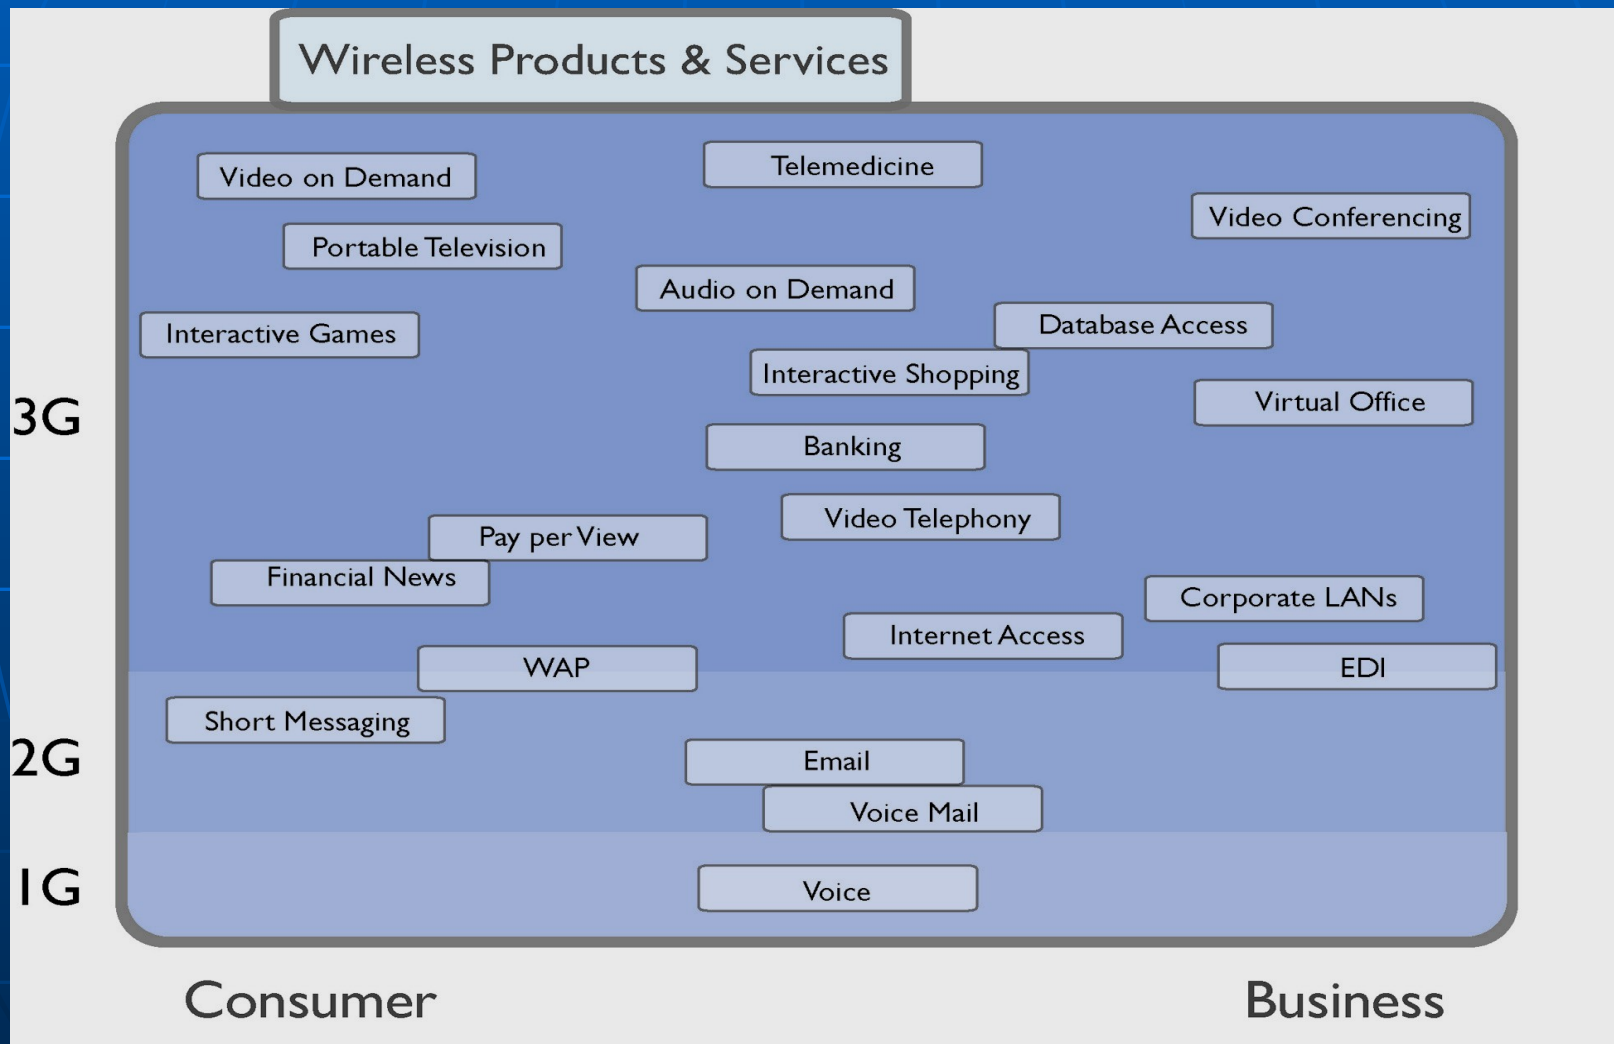 Wireless Products & Services
Telemedicine
Video on Demand
Video Conferencing
Portable Television
Audio on Demand
Database Access
Interactive Games
Interactive Shopping
Virtual Office
3G
Banking
Video Telephony
Pay per View
Financial News
Corporate LANs
Internet Access
WAP
EDI
Short Messaging
2G
Email
Voice Mail
1G
Voice
Consumer
Business